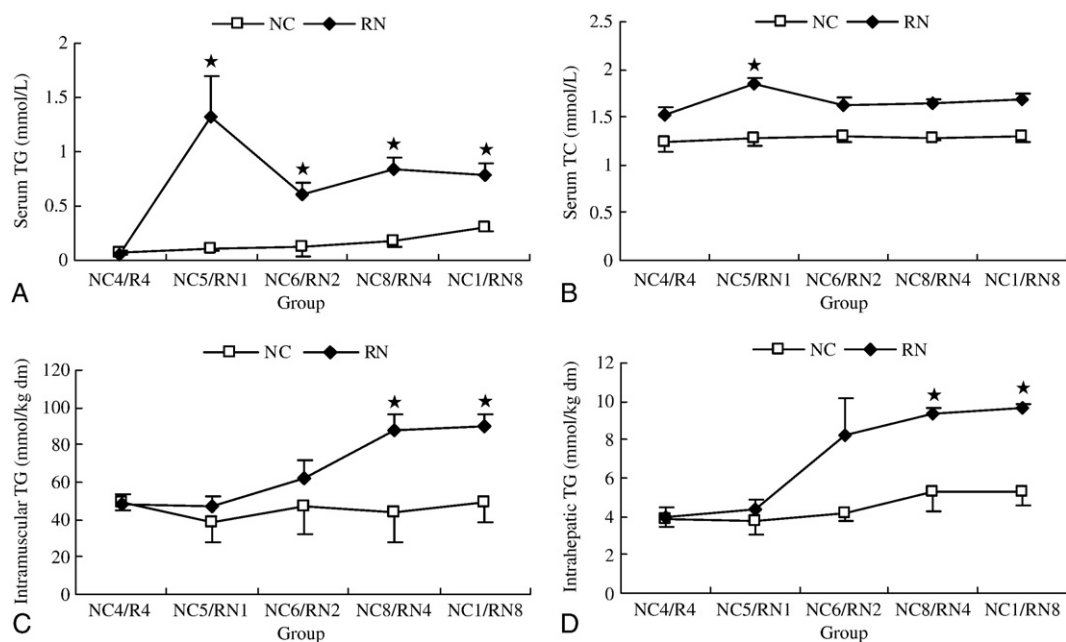 NC RN
2
1.5
1
0.5
0
Serum TG (mmol/L)
NC4/R4 NC5/RN1 NC6/RN2 NC8/RN4 NC1/RN8
Group
A
NC RN
2.5
2
1.5
1
0.5
0
Serum TC (mmol/L)
NC4/R4 NC5/RN1 NC6/RN2 NC8/RN4 NC1/RN8
Group
B
NC RN
120
100
80
60
40
20
0
Intramuscular TG (mmol/kg dm)
NC4/R4 NC5/RN1 NC6/RN2 NC8/RN4 NC1/RN8
Group
C
NC RN
12
10
8
6
4
2
0
Intrahepatic TG (mmol/kg dm)
NC4/R4 NC5/RN1 NC6/RN2 NC8/RN4 NC1/RN8
Group
D